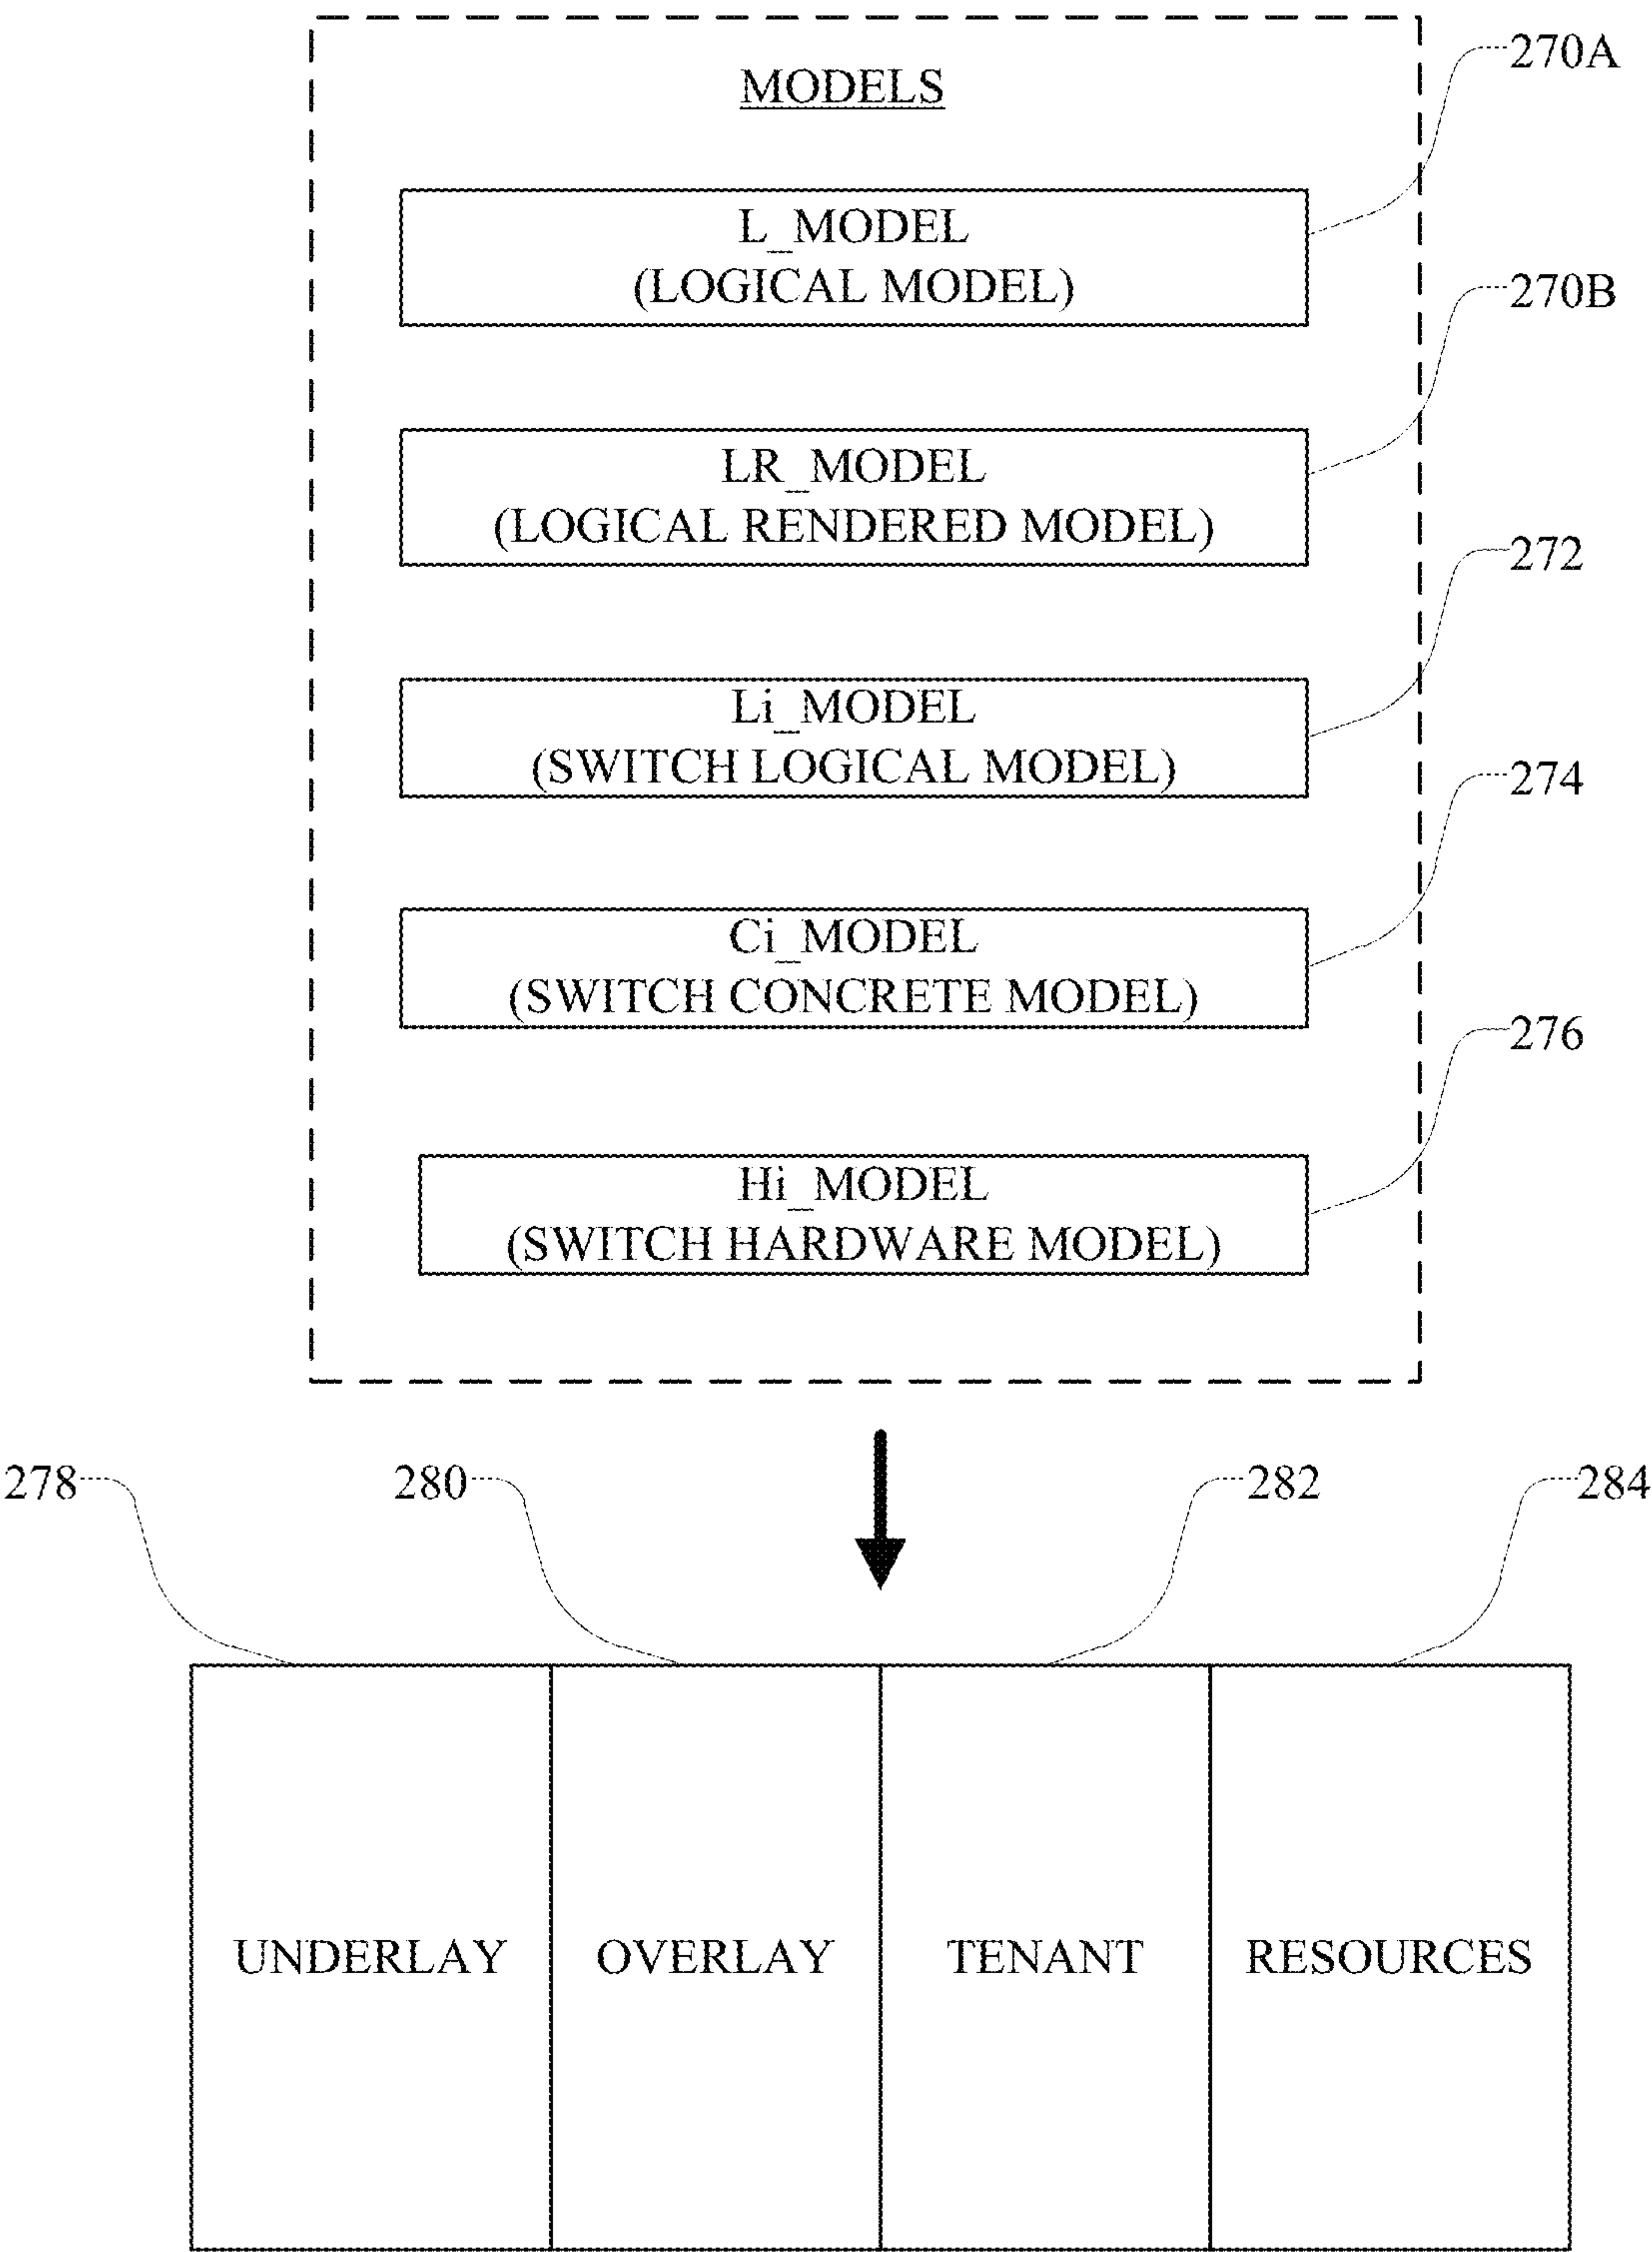 MODELS
270A
L_MODEL
(LOGICAL MODEL)
270B
LR_MODEL
(LOGICAL RENDERED MODEL)
272
Li_MODEL
(SWITCH LOGICAL MODEL)
274
Ci_MODEL
(SWITCH CONCRETE MODEL)
276
Hi_MODEL
(SWITCH HARDWARE MODEL)
278
280
282
284
UNDERLAY
OVERLAY
TENANT
RESOURCES